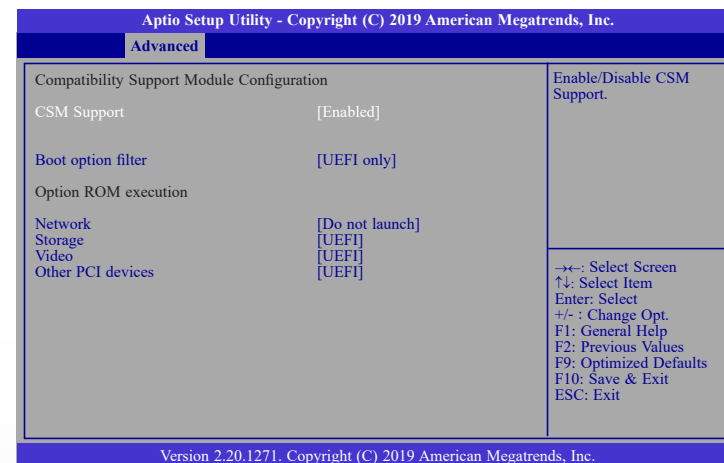 Aptio Setup Utility - Copyright (C) 2019 American Megatrends, Inc.
Advanced
Compatibility Support Module Configuration
CSM Support [Enabled]
Boot option filter [UEFI only]
Option ROM execution
Network [Do not launch]
Storage [UEFI]
Video [UEFI]
Other PCI devices [UEFI]
Enable/Disable CSM
Support.
→←: Select Screen
↑↓: Select Item
Enter: Select
+/- : Change Opt.
F1: General Help
F2: Previous Values
F9: Optimized Defaults
F10: Save & Exit
ESC: Exit
Version 2.20.1271. Copyright (C) 2019 American Megatrends, Inc.